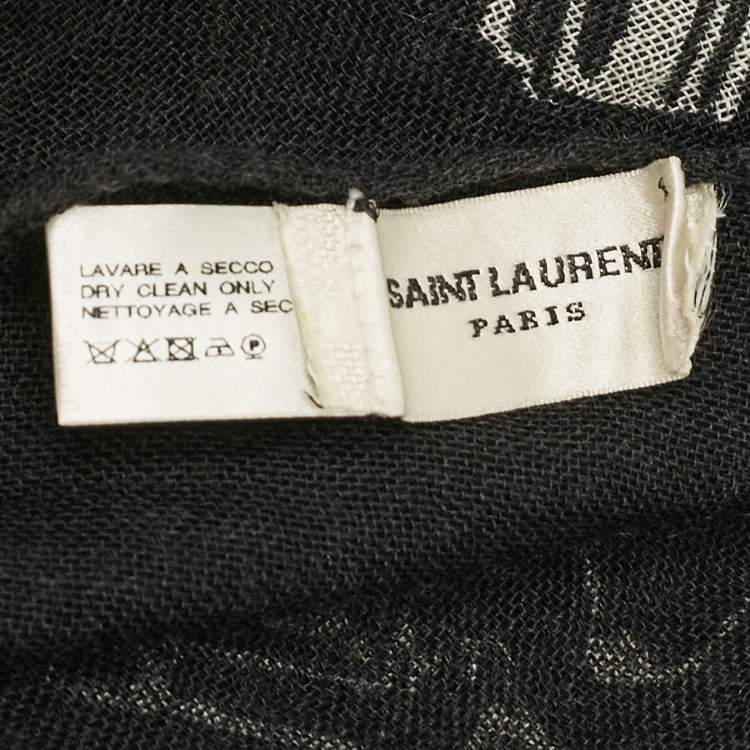 LAVARE A SECCO
DRY CLEAN ONLY
NETTOYAGE A SEC
P
SAINT LAURENT
PARIS